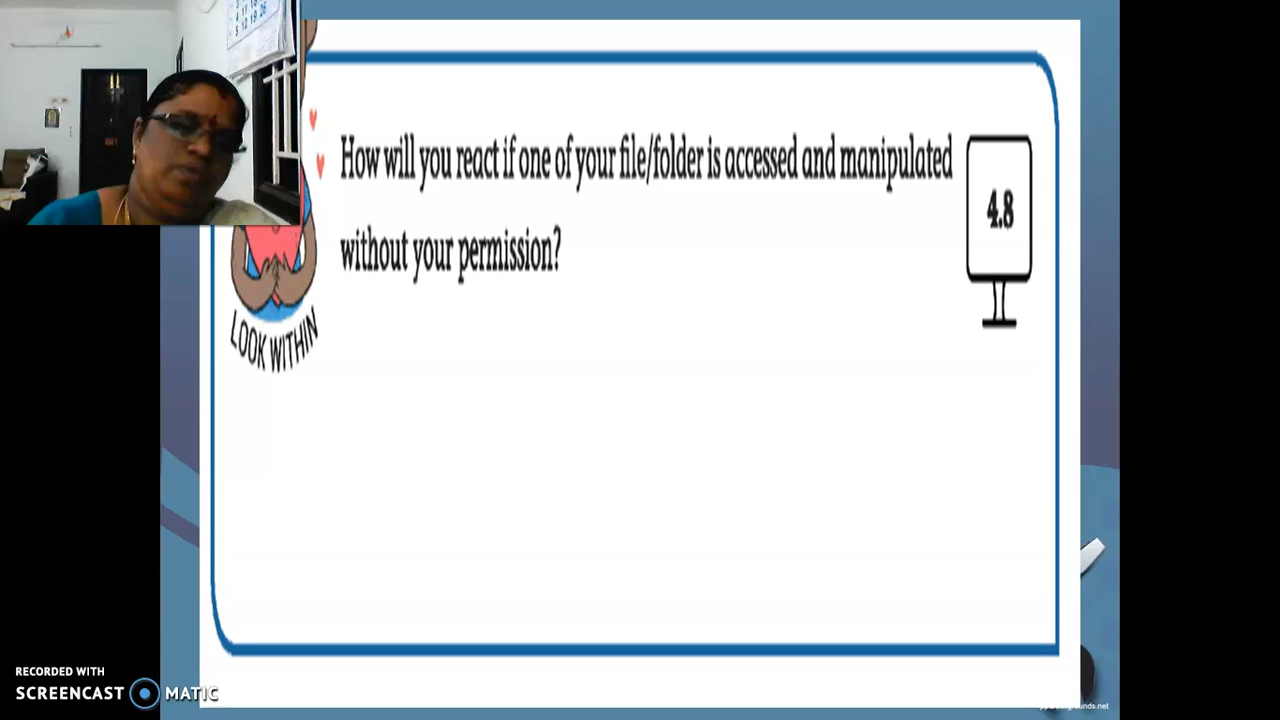 How will you react if one of your file/folder is accessed and manipulated
without your permission?
4.8
LOOK WITHIN
RECORDED WITH
SCREENCAST MATIC